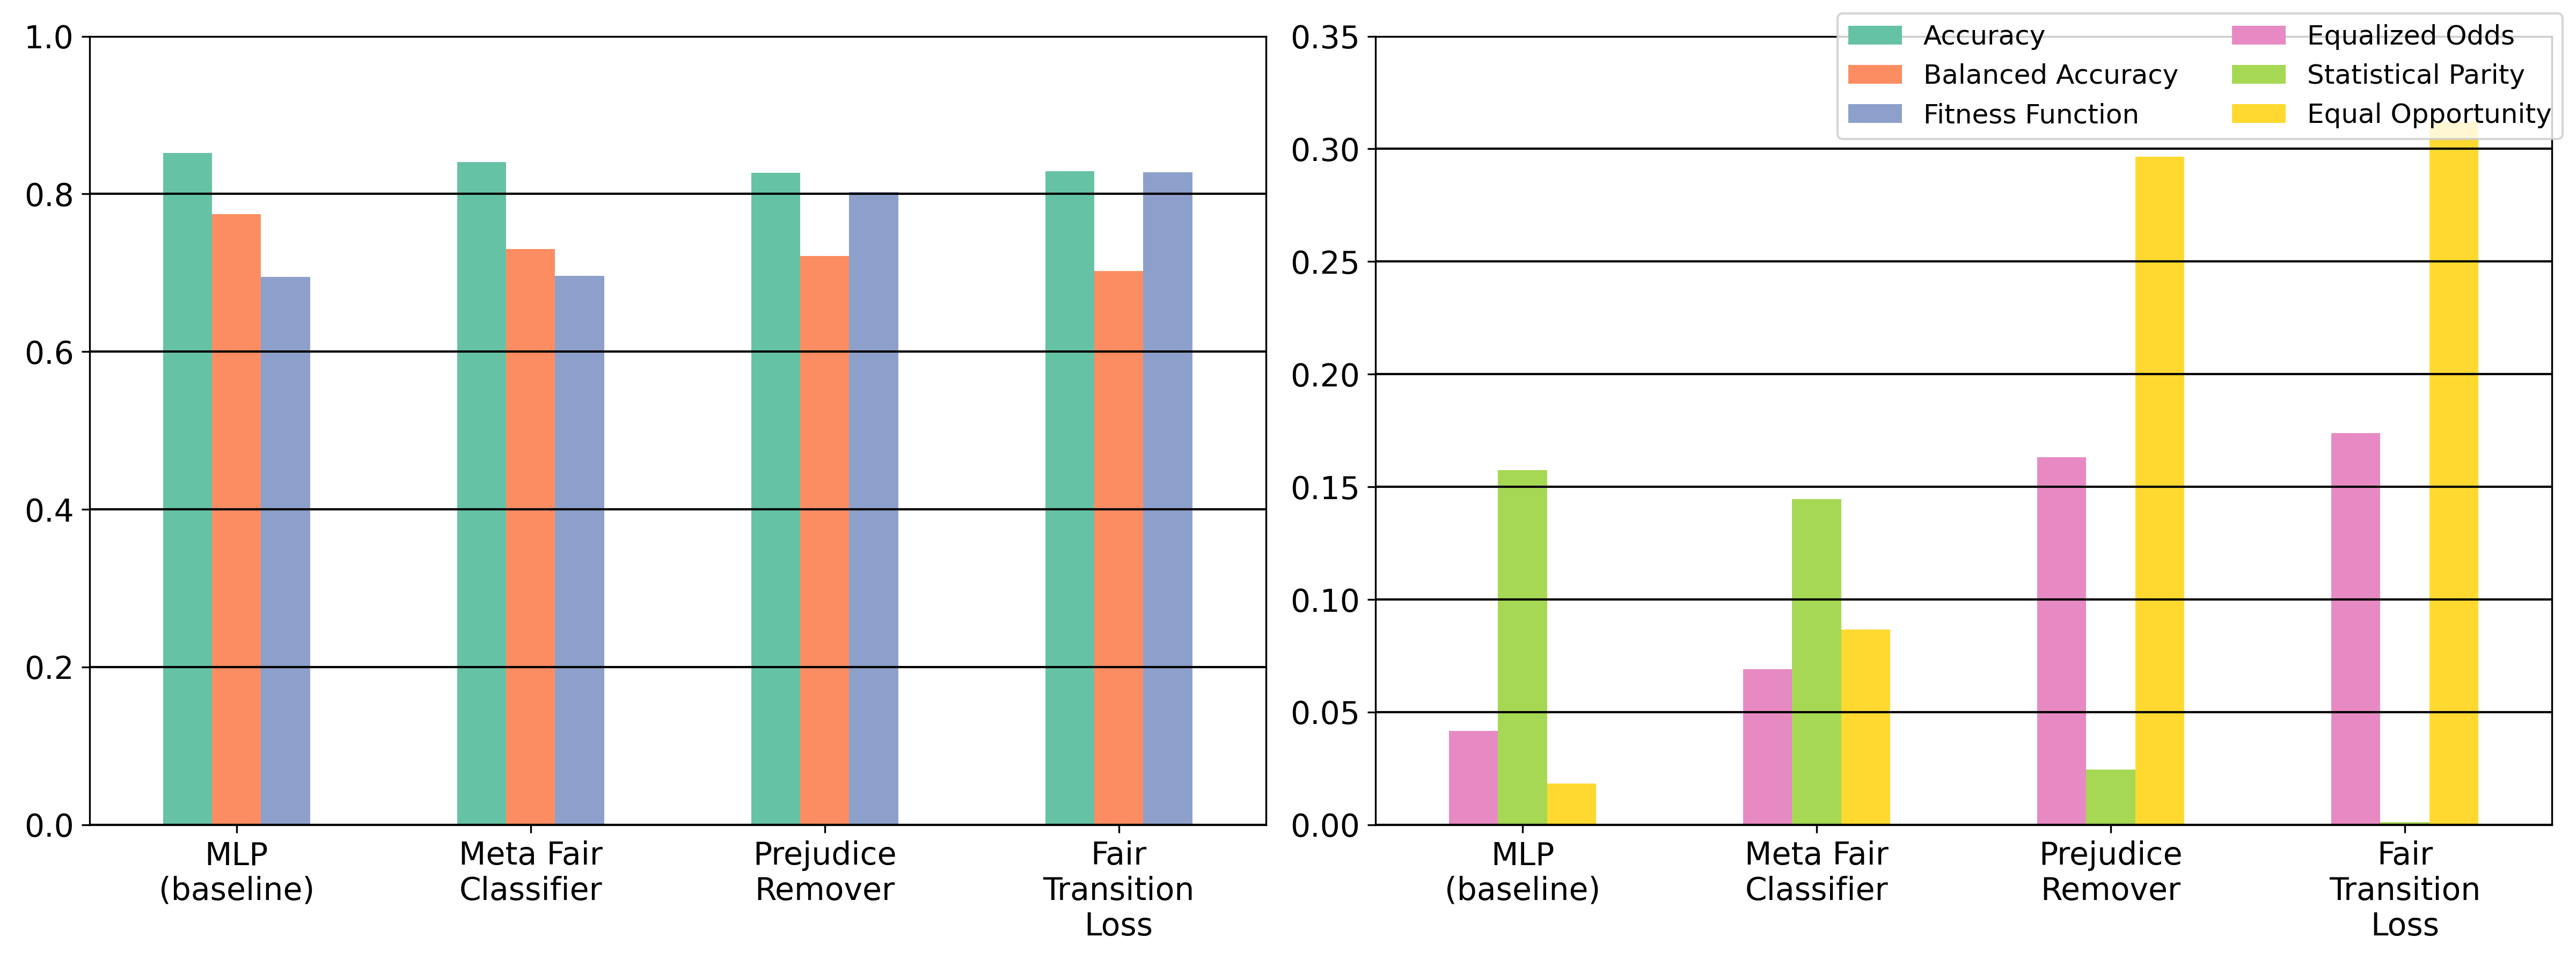 1.0
0.8
0.6
0.4
0.2
0.0
MLP
(baseline)
Meta Fair
Classifier
Prejudice
Remover
Fair
Transition
Loss
0.35
0.30
0.25
0.20
0.15
0.10
0.05
0.00
MLP
(baseline)
Meta Fair
Classifier
Prejudice
Remover
Fair
Transition
Loss
Accuracy
Balanced Accuracy
Fitness Function
Equalized Odds
Statistical Parity
Equal Opportunity